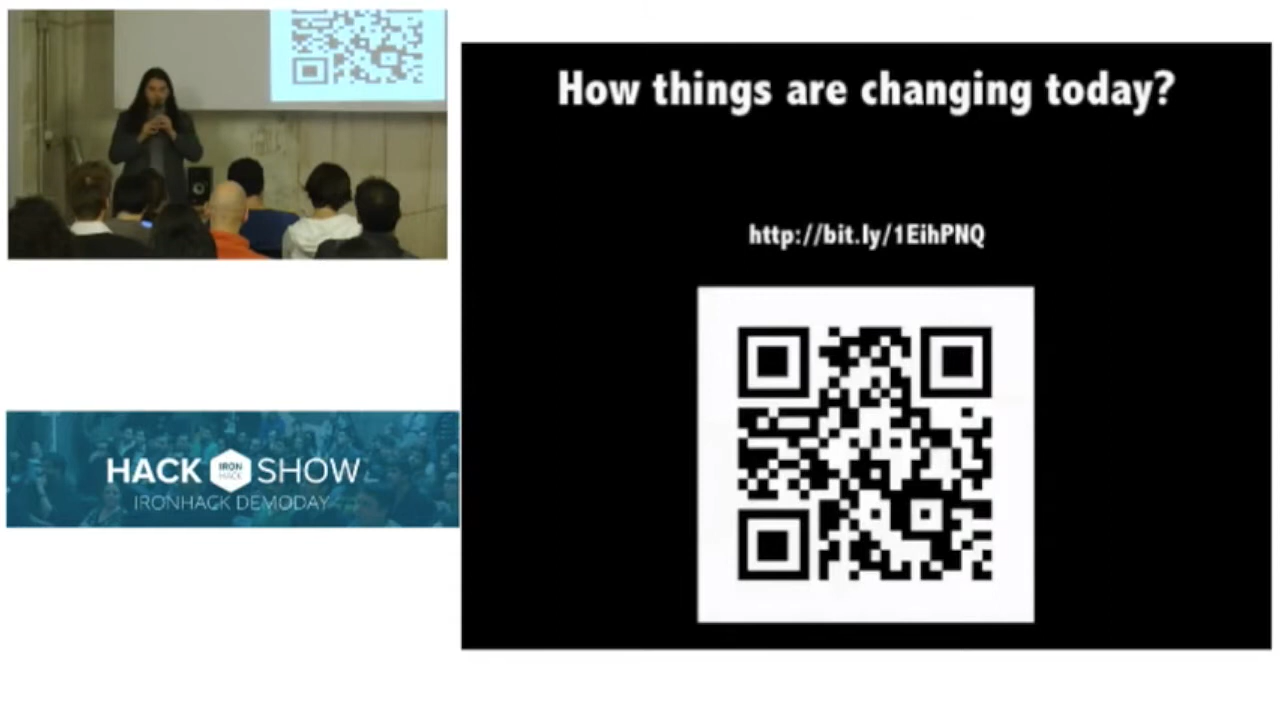 How things are changing today?
http://bit.ly/1EihPNQ
HACK IRON HACK SHOW
IRONHACK DEMODAY